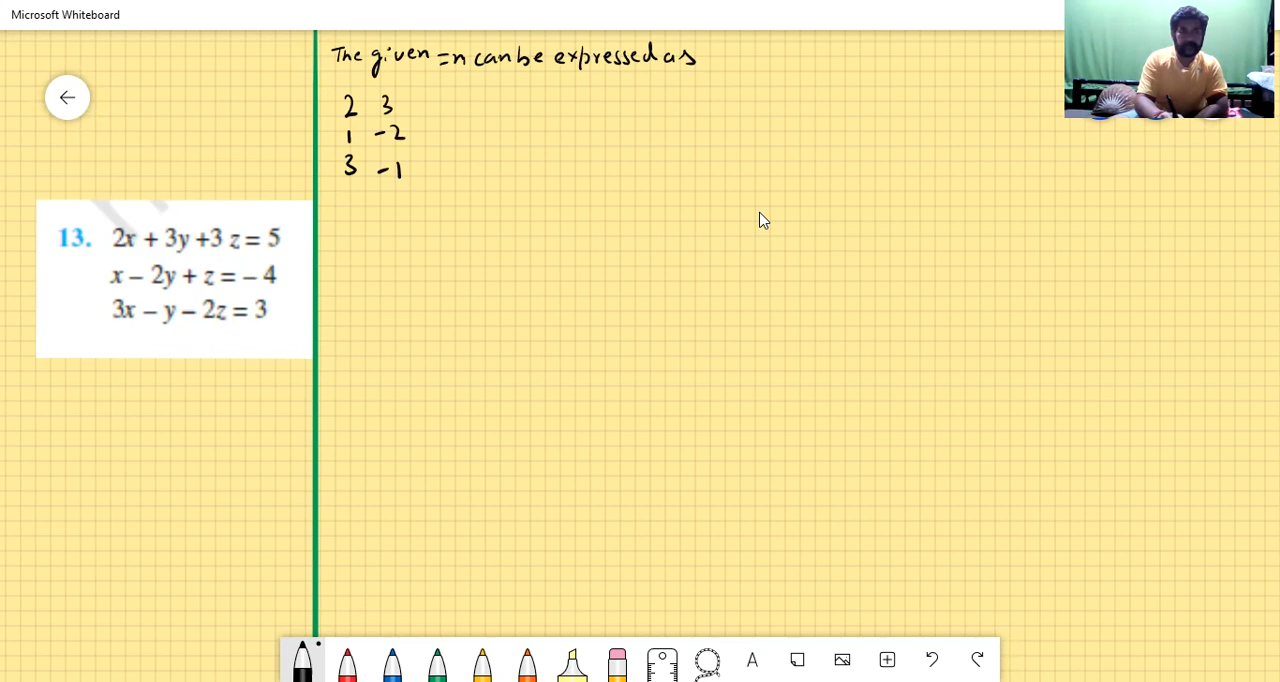 Microsoft Whiteboard
The given =n can be expressed as
2 3
1 -2
3 -1
13. 2x + 3y +3 z = 5
x – 2y + z = – 4
3x – y – 2z = 3
A